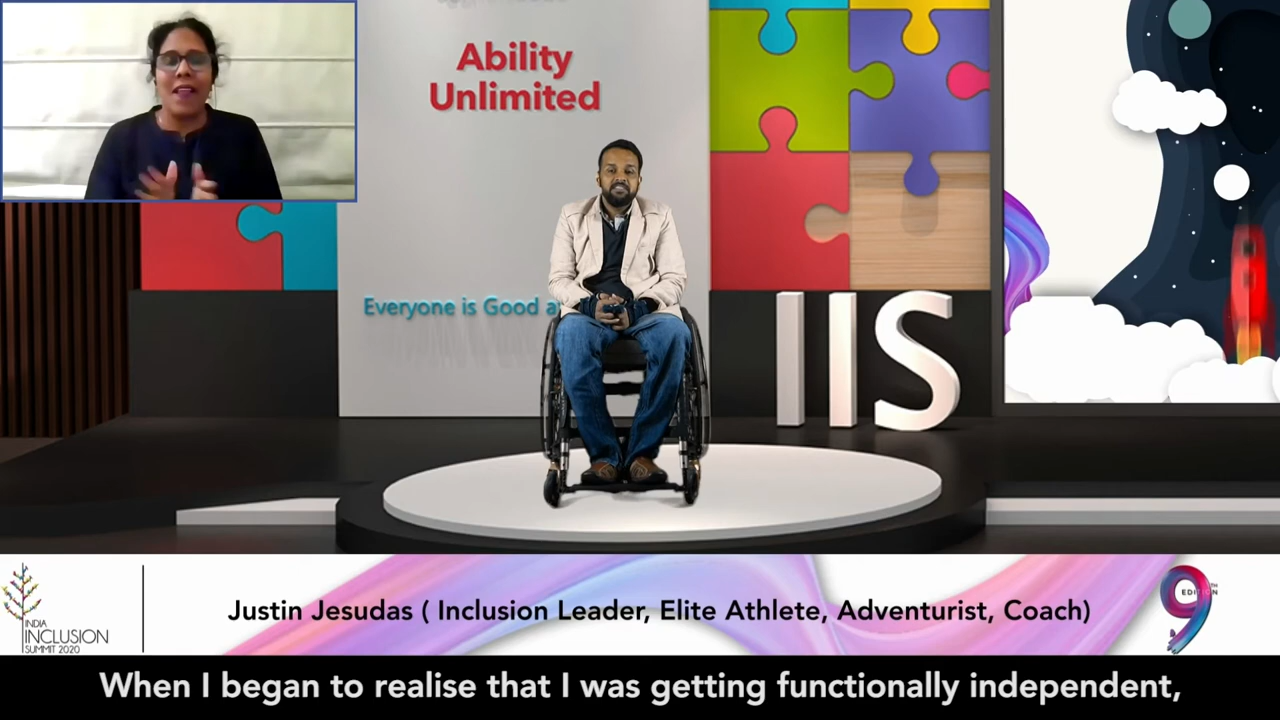 Ability
Unlimited
Everyone is Good a
IIS
INDIA
INCLUSION
SUMMIT 2020
Justin Jesudas ( Inclusion Leader, Elite Athlete, Adventurist, Coach)
9TH
EDITION
When I began to realise that I was getting functionally independent,